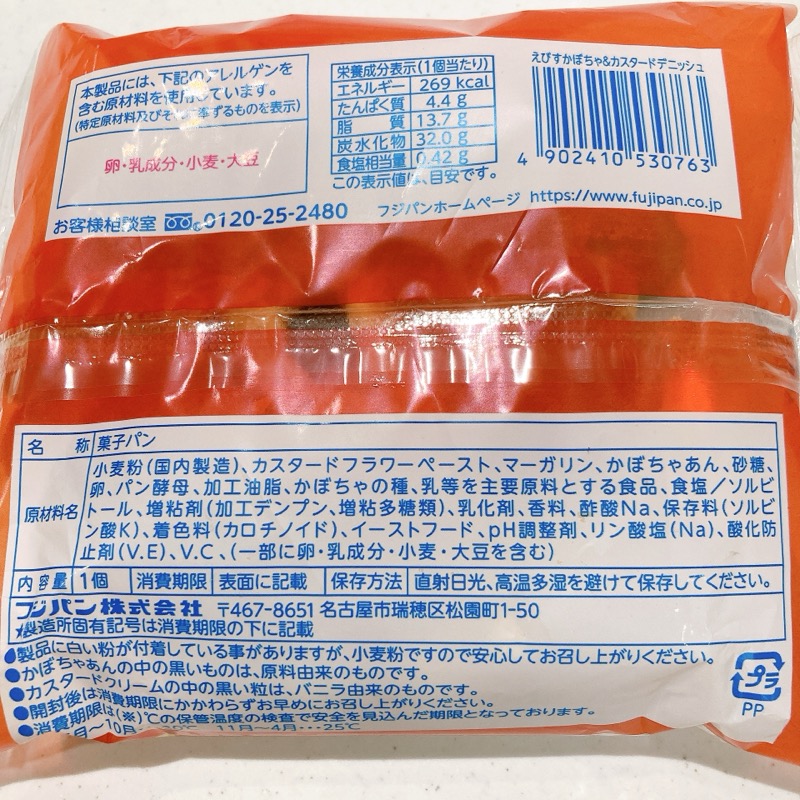 本製品には、下記のアレルゲンを
含む原材料を使用しています。
(特定原材料及びそれに準ずるものを表示)
卵・乳成分・小麦・大豆
お客様相談室 0120-25-2480
栄養成分表示(1個当たり)
エネルギー 269 kcal
たんぱく質 4.4 g
脂質 13.7 g
炭水化物 32.0 g
食塩相当量 0.42 g
この表示値は、目安です。
フジパンホームページ https://www.fujipan.co.jp
えびすかぼちゃ&カスタードデニッシュ
4 902410 530763
名称 菓子パン
原材料名 小麦粉(国内製造)、カスタードフラワーペースト、マーガリン、かぼちゃあん、砂糖、
卵、パン酵母、加工油脂、かぼちゃの種、乳等を主要原料とする食品、食塩/ソルビ
トール、増粘剤(加工デンプン、増粘多糖類)、乳化剤、香料、酢酸Na、保存料(ソルビ
ン酸K)、着色料(カロチノイド)、イーストフード、pH調整剤、リン酸塩(Na)、酸化防
止剤(V.E)、V.C、(一部に卵・乳成分・小麦・大豆を含む)
内容量 1個 消費期限 表面に記載 保存方法 直射日光、高温多湿を避けて保存してください。
フジパン株式会社 〒467-8651 名古屋市瑞穂区松園町1-50
※製造所固有記号は消費期限の下に記載
●製品に白い粉が付着している事がありますが、小麦粉ですので安心してお召し上がりください。
●かぼちゃあんの中の黒いものは、原料由来のものです。
●カスタードクリームの中の黒い粒は、バニラ由来のものです。
●開封後は消費期限にかかわらずお早めにお召し上がりください。
●消費期限は(※)℃の保管温度の検査で安全を見込んだ期限となっております。
月〜10月 11月〜4月・・・25℃
プラ
PP